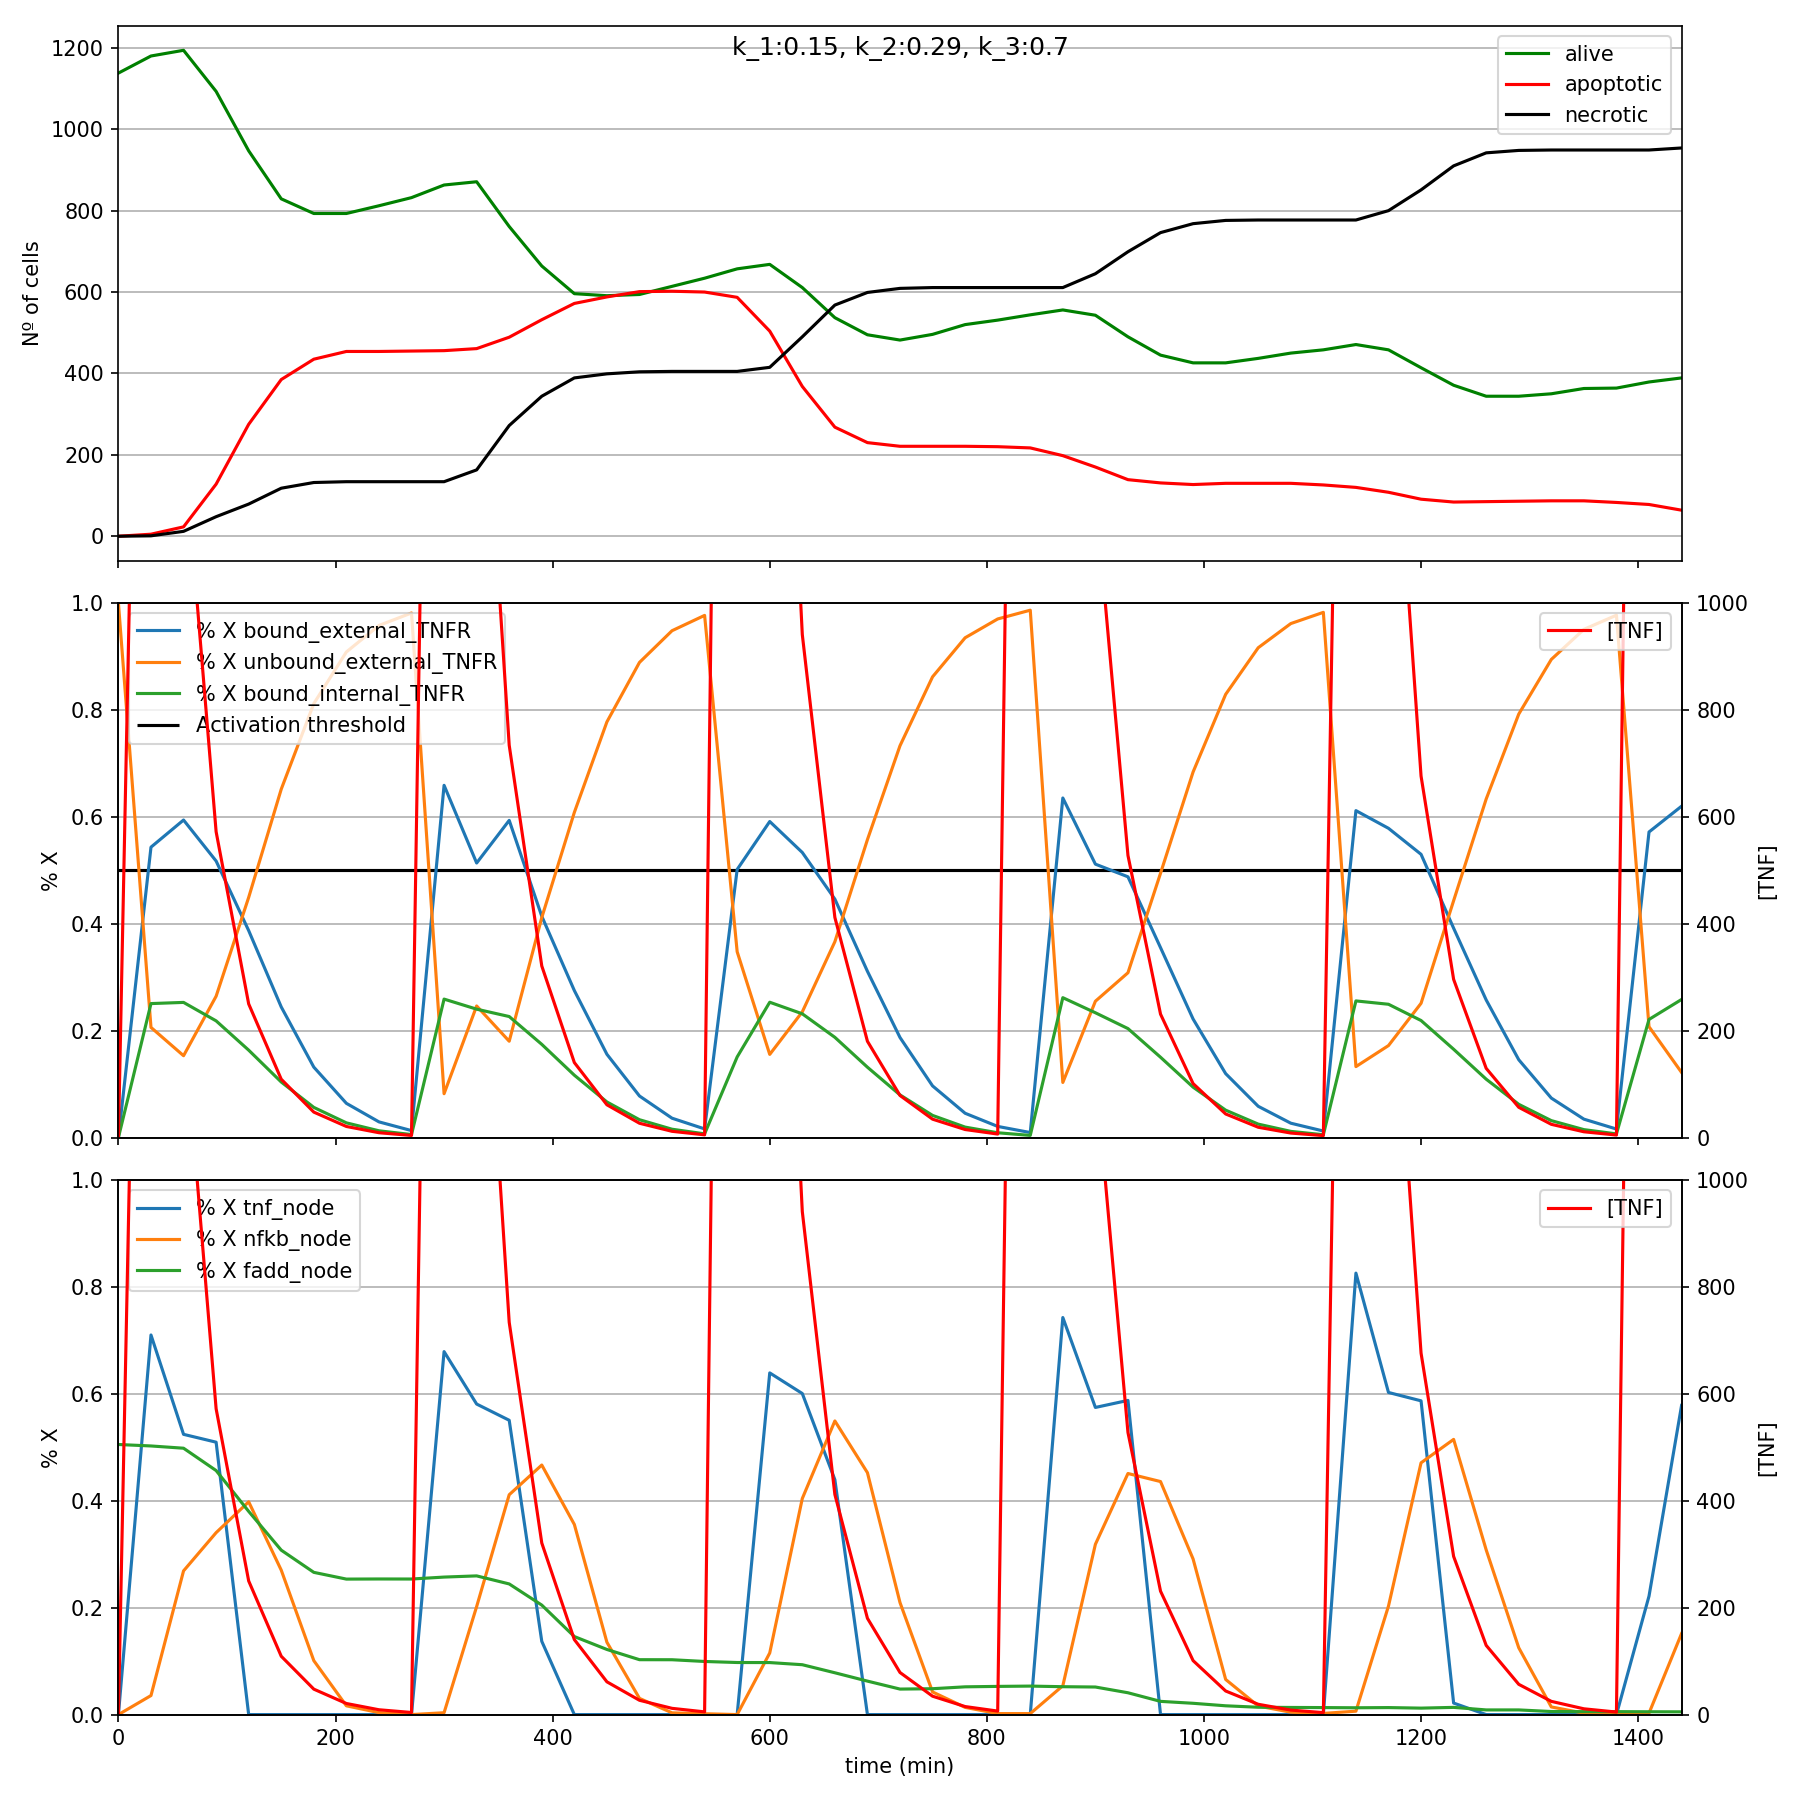 k_1:0.15, k_2:0.29, k_3:0.7
alive
apoptotic
necrotic
1200
1000
800
600
400
200
0
Nº of cells
% X bound_external_TNFR
% X unbound_external_TNFR
% X bound_internal_TNFR
Activation threshold
[TNF]
1.0
0.8
0.6
0.4
0.2
0.0
% X
1000
800
600
400
200
0
[TNF]
% X tnf_node
% X nfkb_node
% X fadd_node
[TNF]
1.0
0.8
0.6
0.4
0.2
0.0
% X
1000
800
600
400
200
0
[TNF]
0 200 400 600 800 1000 1200 1400
time (min)